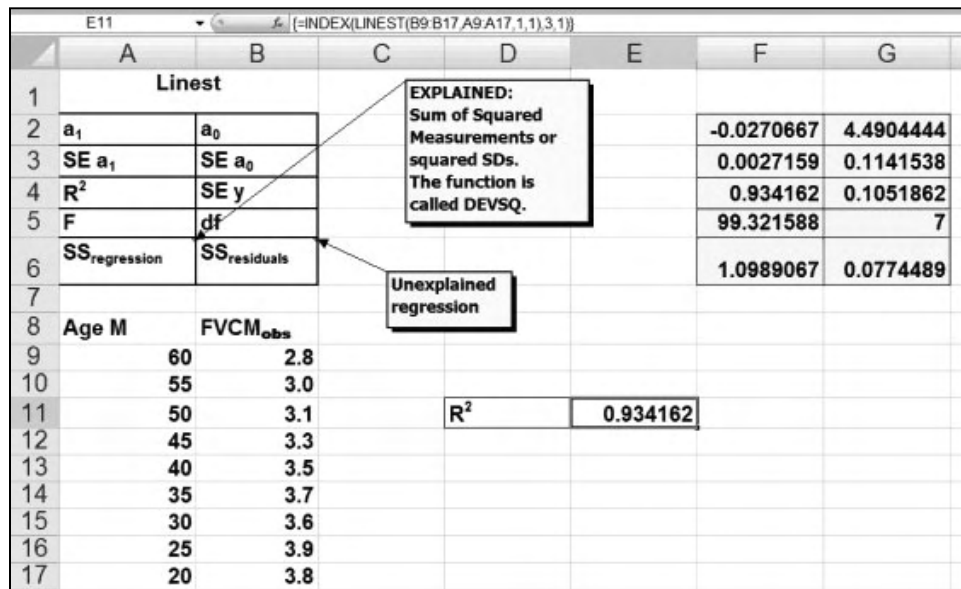 E11 fx {=INDEX(LINEST(B9:B17,A9:A17,1,1),3,1)}
A B C D E F G
1 Linest
EXPLAINED:
Sum of Squared
Measurements or
squared SDs.
The function is
called DEVSQ.
2 a₁ a₀ -0.0270667 4.4904444
3 SE a₁ SE a₀ 0.0027159 0.1141538
4 R² SE y 0.934162 0.1051862
5 F df 99.321588 7
6 SSregression SSresiduals 1.0989067 0.0774489
Unexplained
regression
7
8 Age M FVCMobs
9 60 2.8
10 55 3.0
11 50 3.1 R² 0.934162
12 45 3.3
13 40 3.5
14 35 3.7
15 30 3.6
16 25 3.9
17 20 3.8